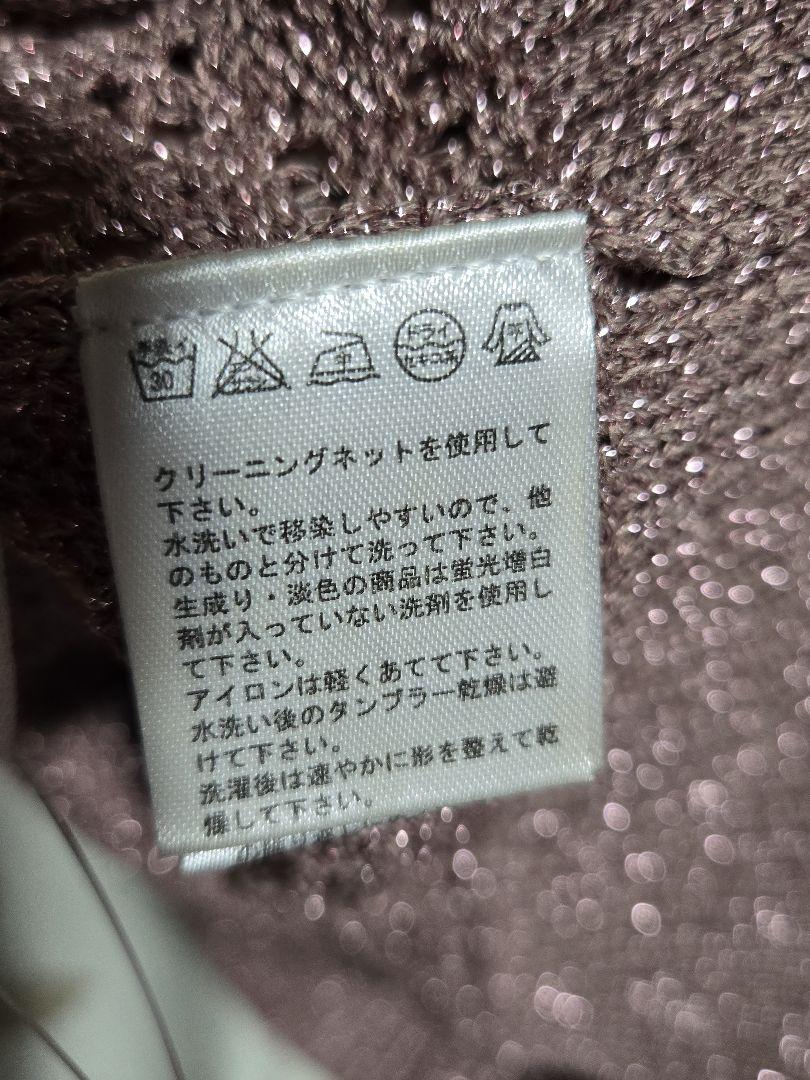 30
中
ドライ
セキユ系
クリーニングネットを使用して
下さい。
水洗いで移染しやすいので、他
のものと分けて洗って下さい。
生成り・淡色の商品は蛍光増白
剤が入っていない洗剤を使用し
て下さい。
アイロンは軽くあてて下さい。
水洗い後のタンブラー乾燥は避
けて下さい。
洗濯後は速やかに形を整えて乾
燥して下さい。